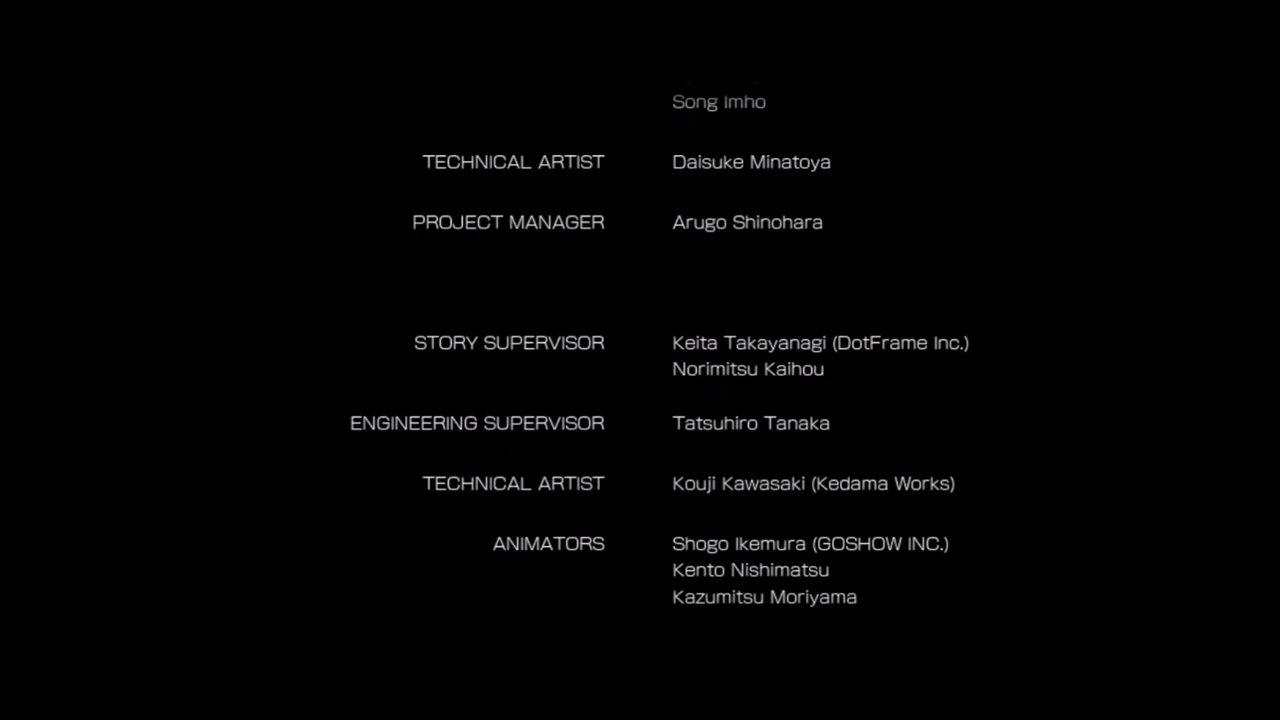 Song Imho
TECHNICAL ARTIST Daisuke Minatoya
PROJECT MANAGER Arugo Shinohara
STORY SUPERVISOR Keita Takayanagi (DotFrame Inc.)
Norimitsu Kaihou
ENGINEERING SUPERVISOR Tatsuhiro Tanaka
TECHNICAL ARTIST Kouji Kawasaki (Kedama Works)
ANIMATORS Shogo Ikemura (GOSHOW INC.)
Kento Nishimatsu
Kazumitsu Moriyama